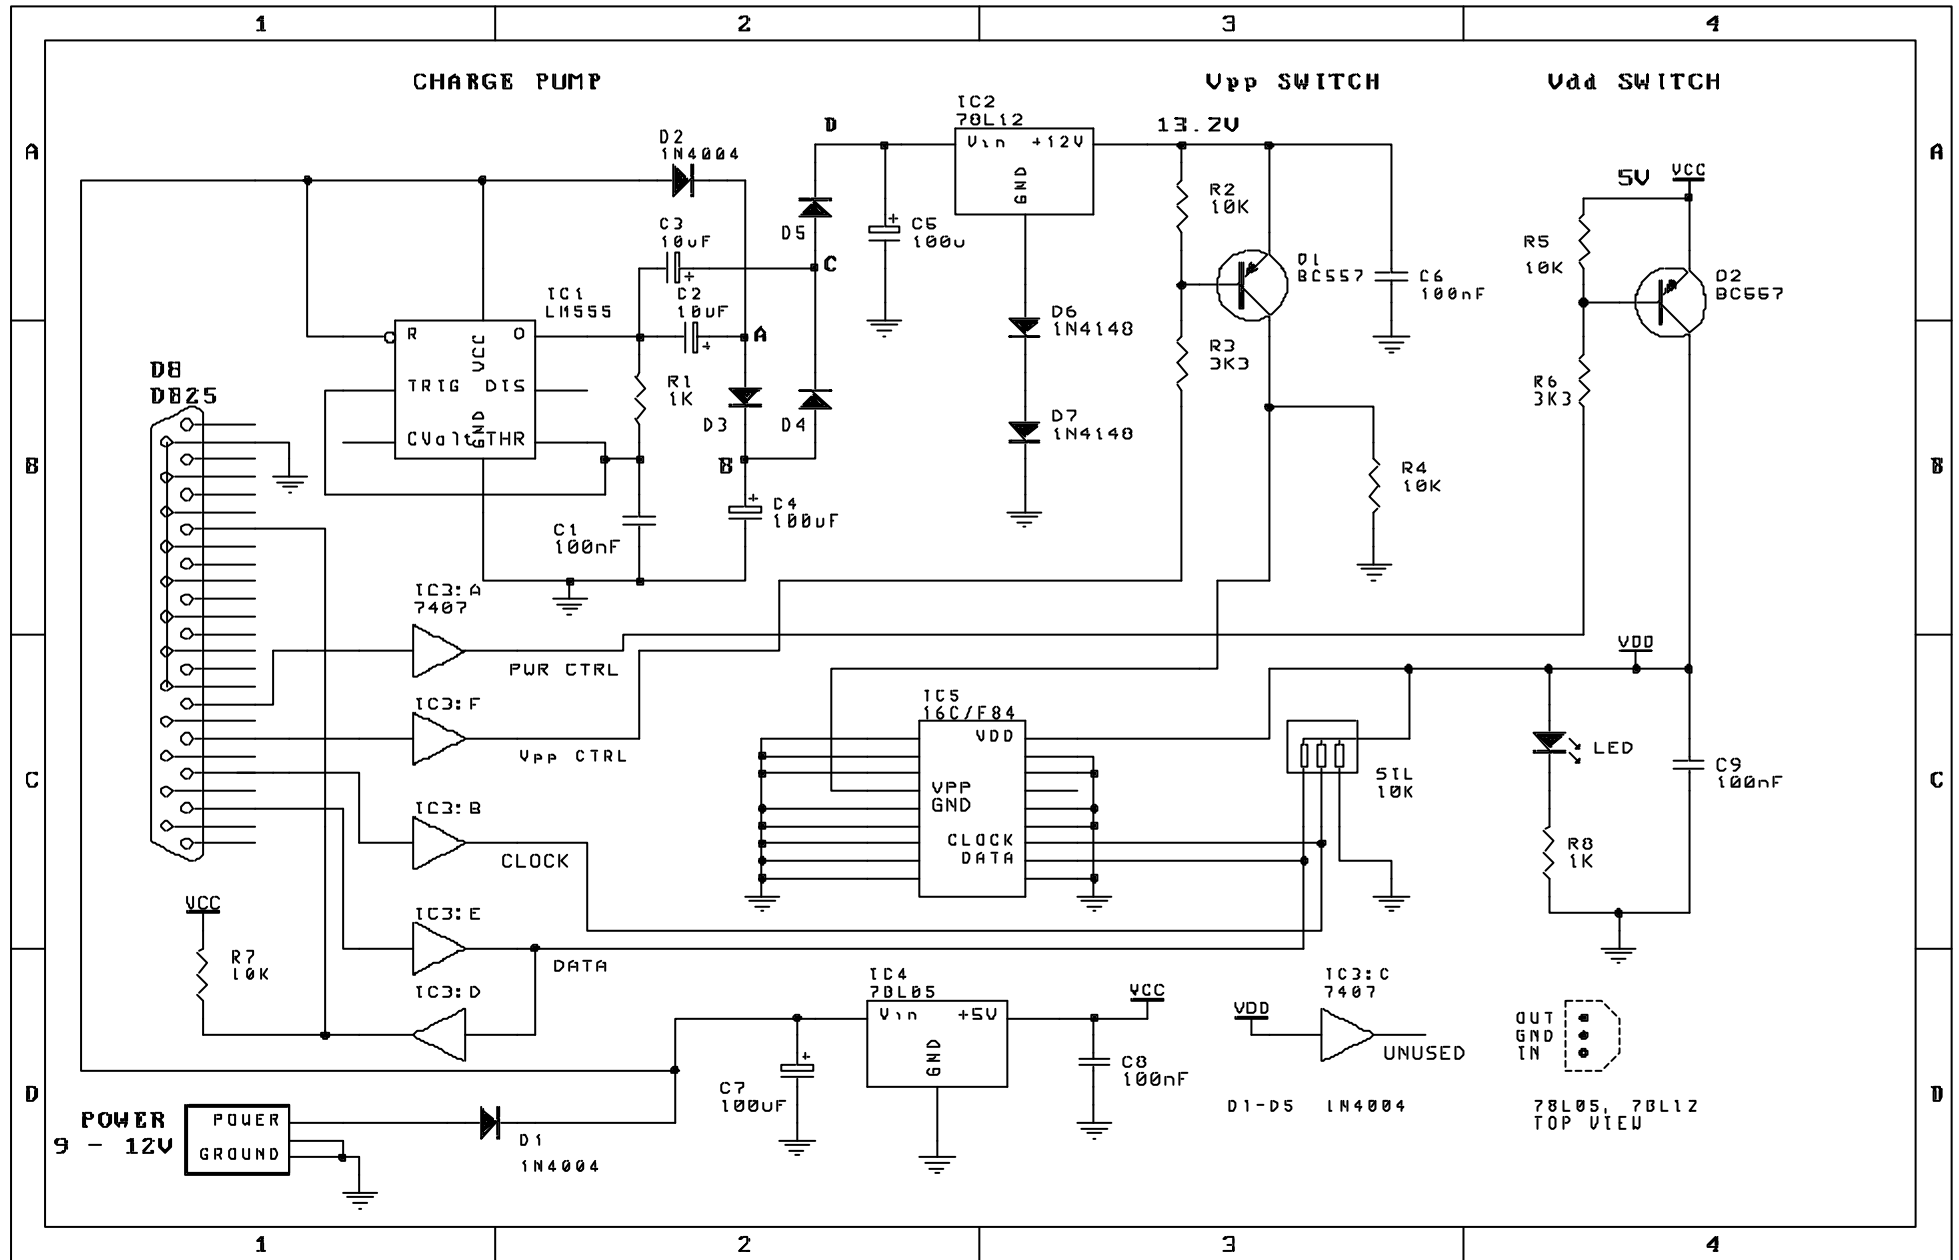 1 2 3 4
CHARGE PUMP
Vpp SWITCH
Vdd SWITCH
A
A
IC2
78L12
Vin +12V
GND
D
13.2V
D2
1N4004
5V
VCC
R2
10K
C5
100u
D5
C
C3
10uF
C2
10uF
R5
10K
Q1
BC557
C6
100nF
Q2
BC557
IC1
LM555
R
VCC
O
TRIG
DIS
CVolt
GND
THR
A
D6
1N4148
R3
3K3
D8
DB25
R1
1K
D3
D4
D7
1N4148
R6
3K3
B
B
B
R4
10K
C4
100uF
C1
100nF
IC3:A
7407
PWR CTRL
VDD
IC3:F
Vpp CTRL
IC5
16C/F84
VDD
VPP
GND
CLOCK
DATA
SIL
10K
LED
C9
100nF
C
C
IC3:B
CLOCK
R8
1K
VCC
IC3:E
R7
10K
DATA
IC3:D
IC4
78L05
Vin +5V
GND
VCC
IC3:C
7407
VDD
UNUSED
OUT
GND
IN
C7
100uF
C8
100nF
D
D
D1-D5 1N4004
78L05, 78L12
TOP VIEW
POWER
9 - 12V
POWER
GROUND
D1
1N4004
1 2 3 4